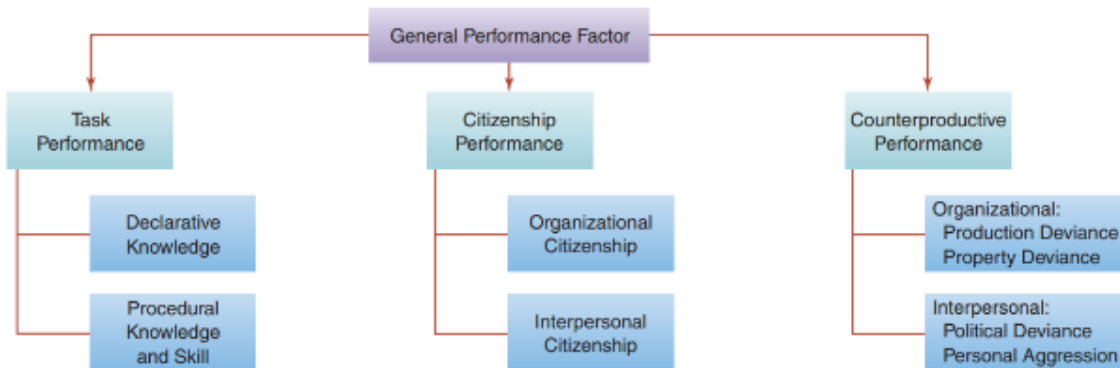 General Performance Factor
Task
Performance
Citizenship
Performance
Counterproductive
Performance
Declarative
Knowledge
Organizational
Citizenship
Organizational:
Production Deviance
Property Deviance
Procedural
Knowledge
and Skill
Interpersonal
Citizenship
Interpersonal:
Political Deviance
Personal Aggression